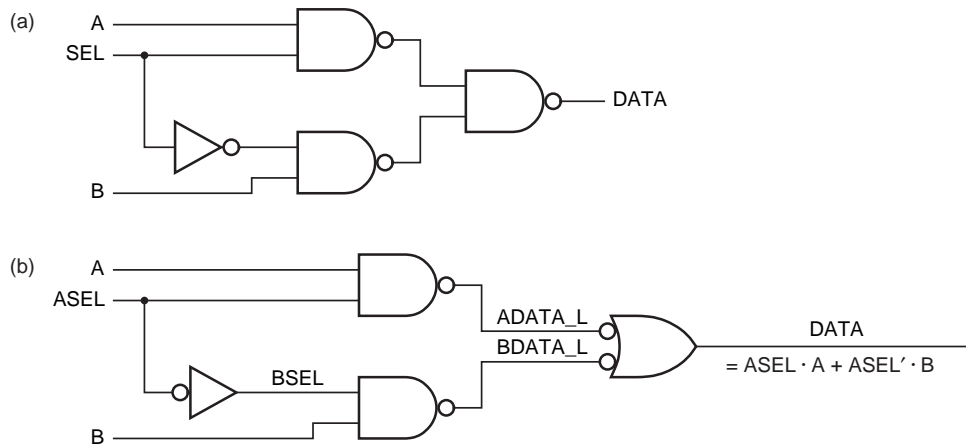 (a)
A
SEL
B
DATA
(b)
A
ASEL
BSEL
B
ADATA_L
BDATA_L
DATA
= ASEL · A + ASEL′ · B